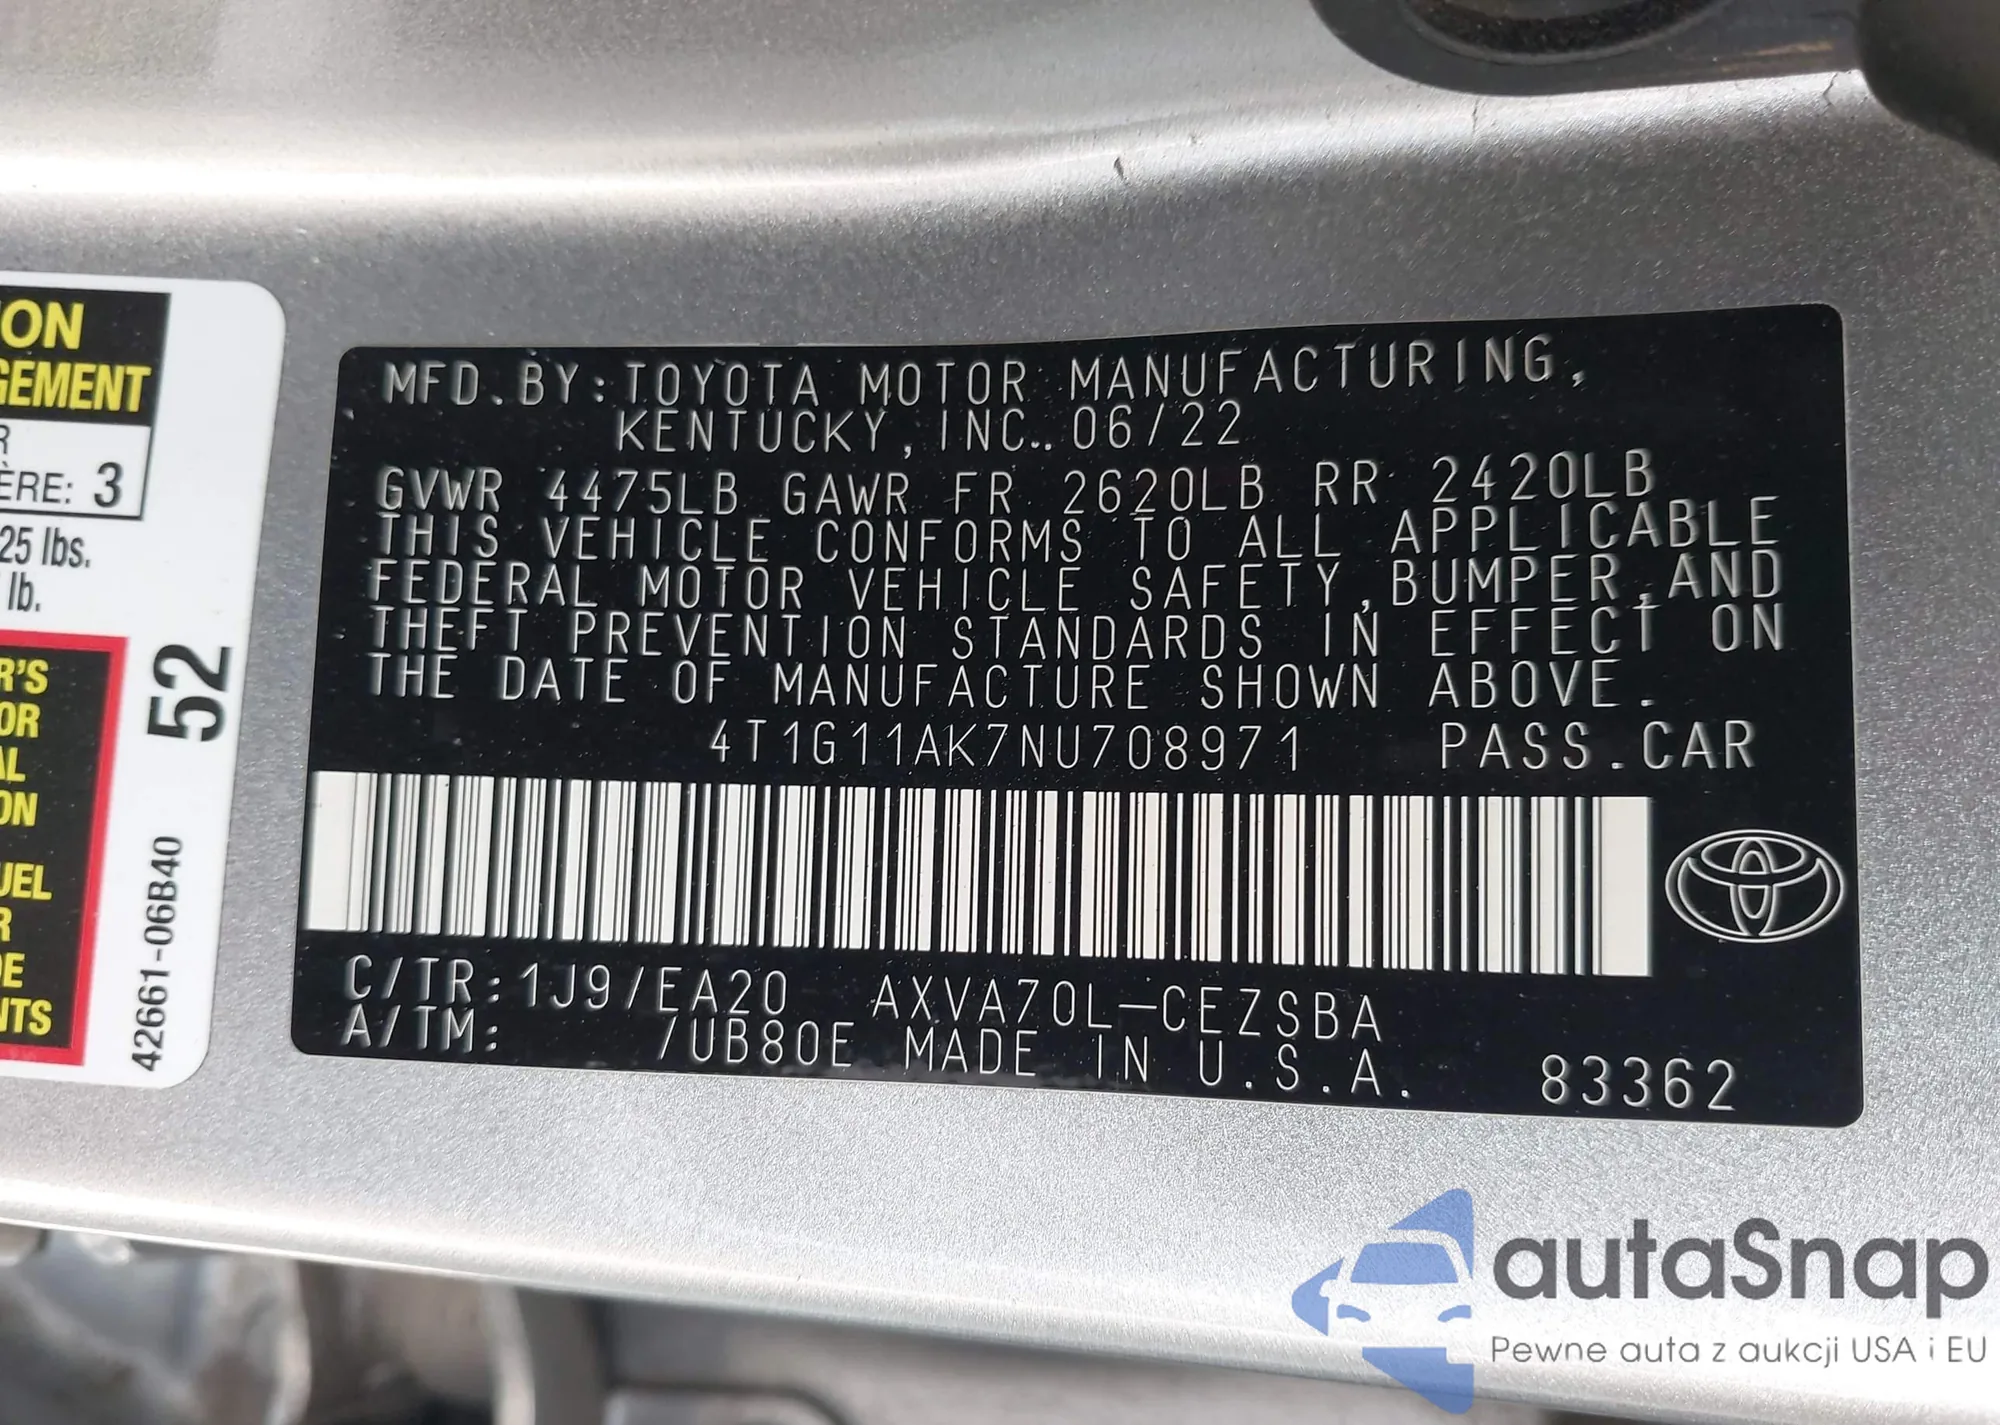 ION
GEMENT
R
ÈRE: 3
25 lbs.
lb.
R'S
OR
AL
ON
UEL
R
DE
NTS
52
42661-06B40
MFD. BY: TOYOTA MOTOR MANUFACTURING,
KENTUCKY, INC.. 06/22
GVWR 4475LB GAWR FR 2620LB RR 2420LB
THIS VEHICLE CONFORMS TO ALL APPLICABLE
FEDERAL MOTOR VEHICLE SAFETY, BUMPER, AND
THEFT PREVENTION STANDARDS IN EFFECT ON
THE DATE OF MANUFACTURE SHOWN ABOVE.
4T1G11AK7NU708971 PASS. CAR
C/TR: 1J9/EA20 AXVA70L-CEZSBA
A/TM: /UB80E MADE IN U.S.A. 83362
autaSnap
Pewne auta z aukcji USA i EU